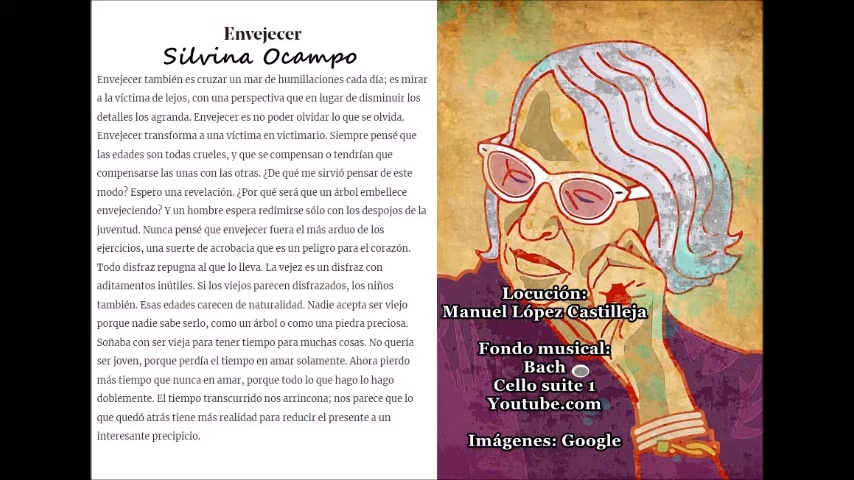 Envejecer
Silvina Ocampo
Envejecer también es cruzar un mar de humillaciones cada día; es mirar
a la víctima de lejos, con una perspectiva que en lugar de disminuir los
detalles los agranda. Envejecer es no poder olvidar lo que se olvida.
Envejecer transforma a una víctima en victimario. Siempre pensé que
las edades son todas crueles, y que se compensan o tendrían que
compensarse las unas con las otras. ¿De qué me sirvió pensar de este
modo? Espero una revelación. ¿Por qué será que un árbol embellece
envejeciendo? Y un hombre espera redimirse sólo con los despojos de la
juventud. Nunca pensé que envejecer fuera el más arduo de los
ejercicios, una suerte de acrobacia que es un peligro para el corazón.
Todo disfraz repugna al que lo lleva. La vejez es un disfraz con
aditamentos inútiles. Si los viejos parecen disfrazados, los niños
también. Esas edades carecen de naturalidad. Nadie acepta ser viejo
porque nadie sabe serlo, como un árbol o como una piedra preciosa.
Soñaba con ser vieja para tener tiempo para muchas cosas. No quería
ser joven, porque perdía el tiempo en amar solamente. Ahora pierdo
más tiempo que nunca en amar, porque todo lo que hago lo hago
doblemente. El tiempo transcurrido nos arrincona; nos parece que lo
que quedó atrás tiene más realidad para reducir el presente a un
interesante precipicio.
Locución:
Manuel López Castilleja
Fondo musical:
Bach
Cello suite 1
Youtube.com
Imágenes: Google